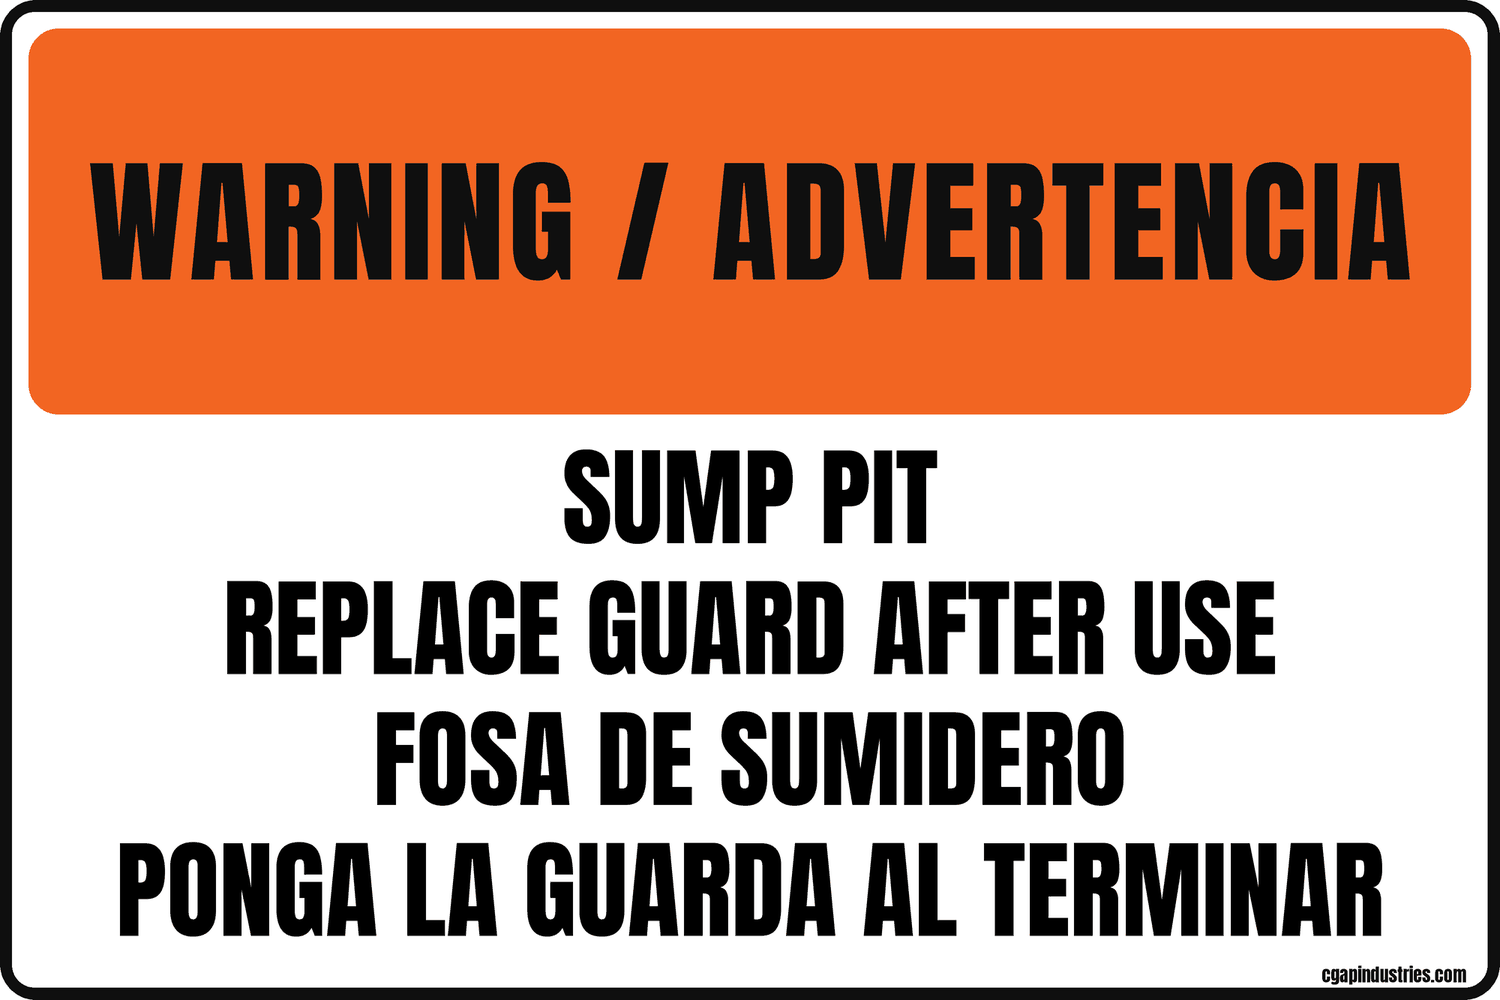 WARNING / ADVERTENCIA
SUMP PIT
REPLACE GUARD AFTER USE
FOSA DE SUMIDERO
PONGA LA GUARDA AL TERMINAR
cgapindustries.com